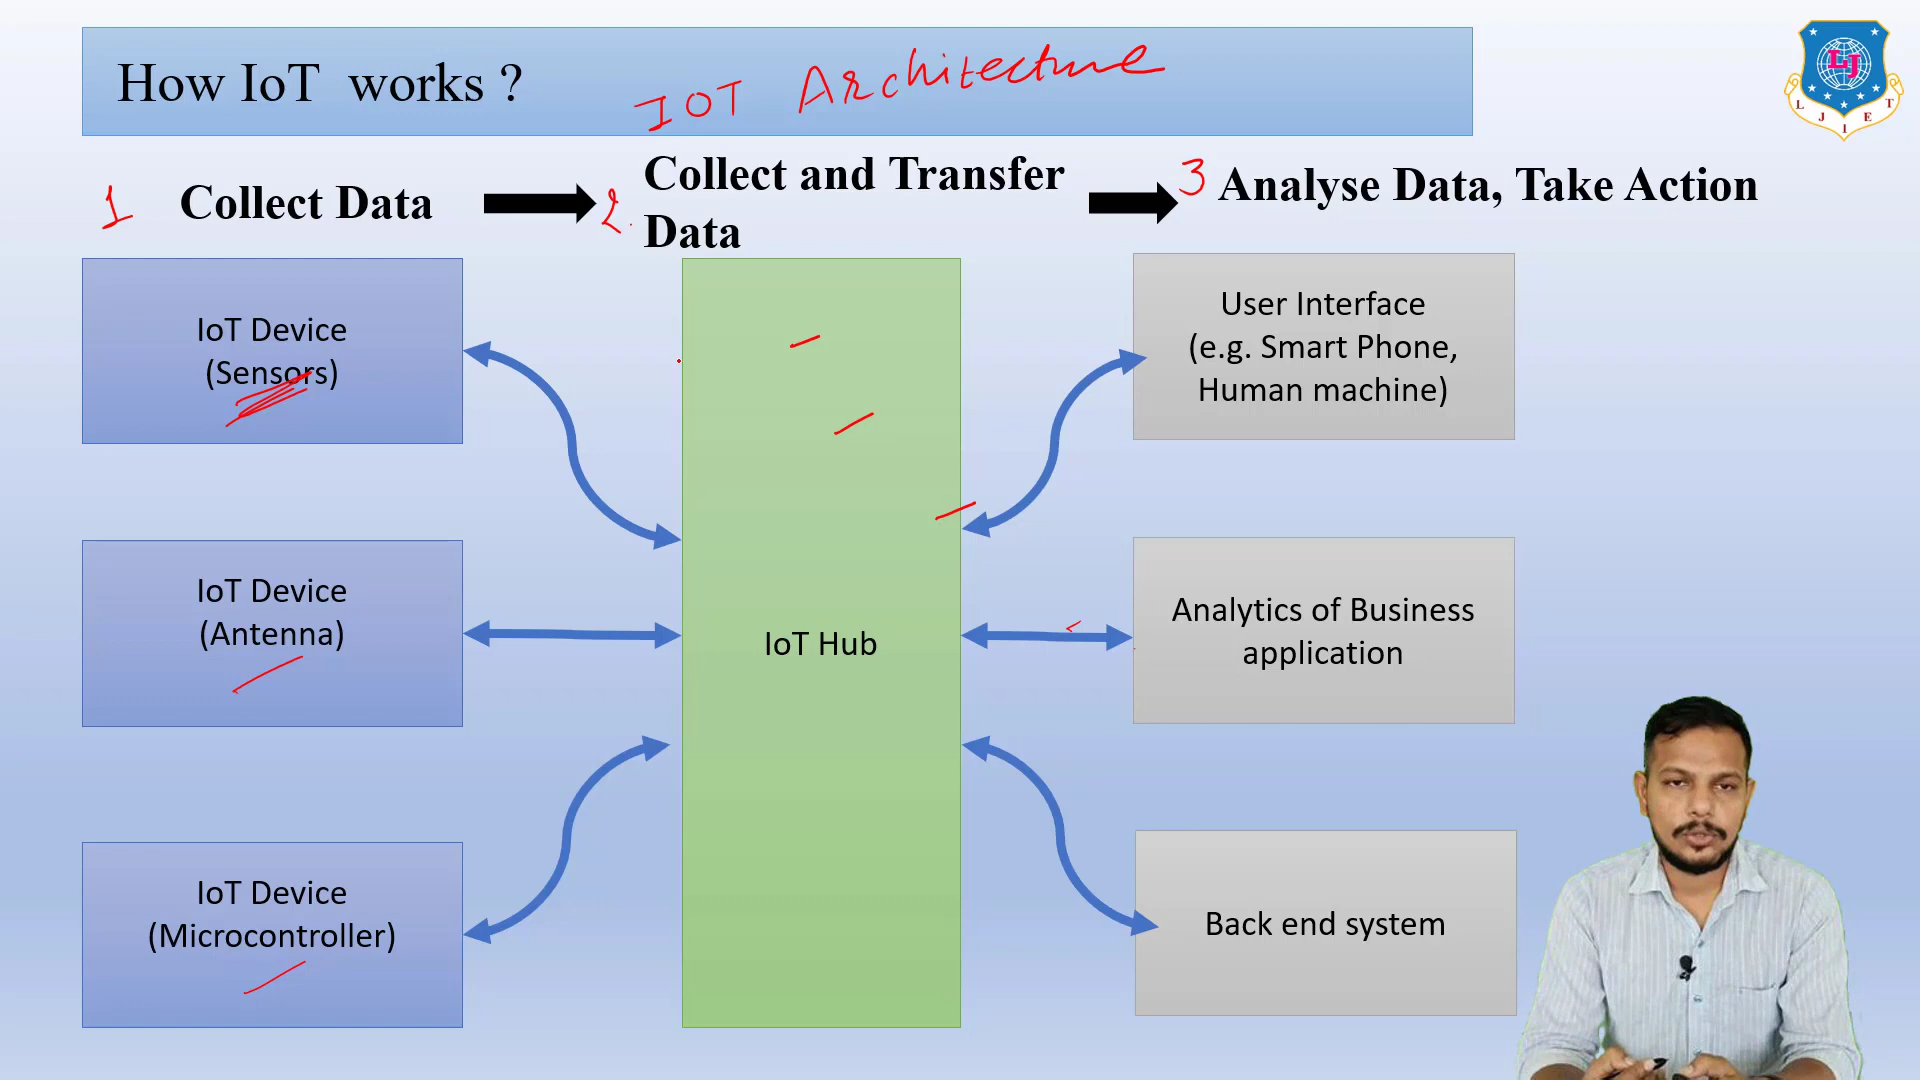 How IoT works ?
IOT Architecture
1 Collect Data
2. Collect and Transfer
Data
3 Analyse Data, Take Action
IoT Device
(Sensors)
IoT Device
(Antenna)
IoT Device
(Microcontroller)
IoT Hub
User Interface
(e.g. Smart Phone,
Human machine)
Analytics of Business
application
Back end system
LJ
L J I E T